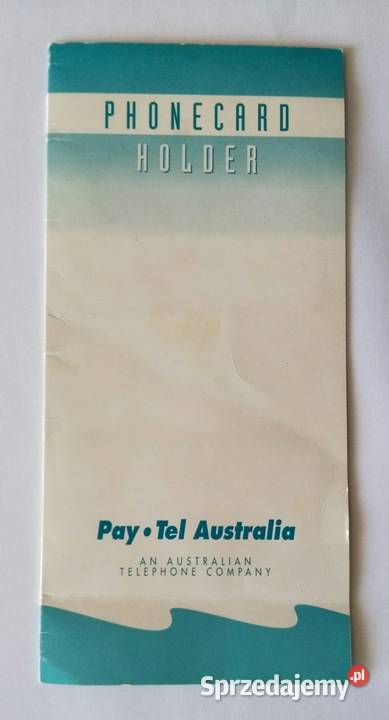 PHONECARD
HOLDER
Pay • Tel Australia
AN AUSTRALIAN
TELEPHONE COMPANY
Sprzedajemy.pl